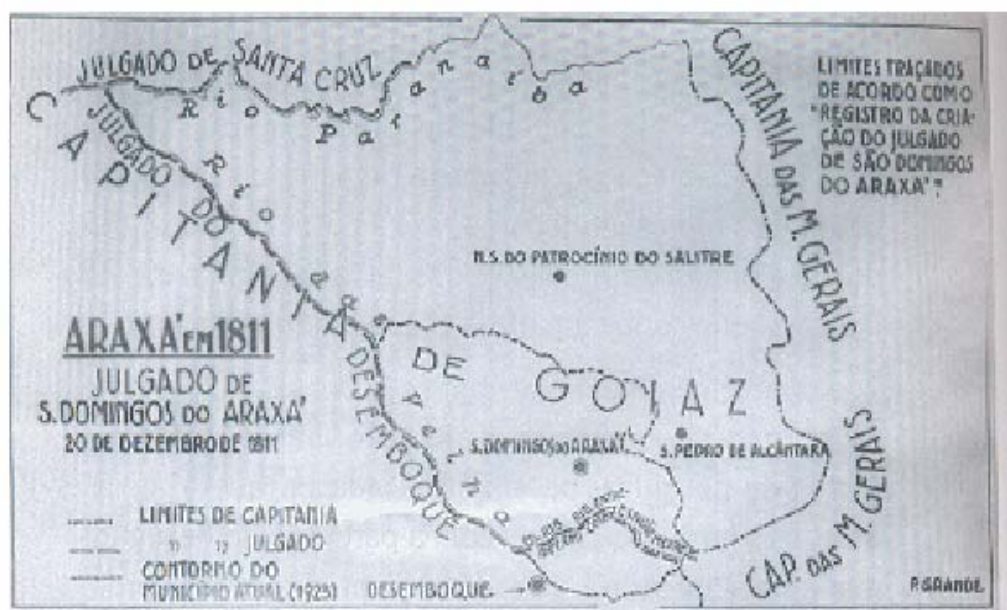 JULGADO DE SANTA CRUZ
Rio Paranaiba
CAPITANIA DAS M. GERAIS
LIMITES TRAÇADOS
DE ACORDO COM O
"REGISTRO DA CRIA-
ÇÃO DO JULGADO
DE SÃO DOMINGOS
DO ARAXÁ"
CAPITANIA
DE GOIAZ
JULGADO DO DESEMBOQUE
Rio das
N.S. DO PATROCÍNIO DO SALITRE
ARAXÁ EM 1811
JULGADO DE
S. DOMINGOS DO ARAXÁ
20 DE DEZEMBRO DE 1811
S. DOMINGOS DO ARAXÁ
S. PEDRO DE ALCÂNTARA
CAP. DAS M. GERAIS
LIMITES DE CAPITANIA
" " JULGADO
CONTORNO DO
MUNICÍPIO ATUAL (1925)
DESEMBOQUE
P. GRANDE